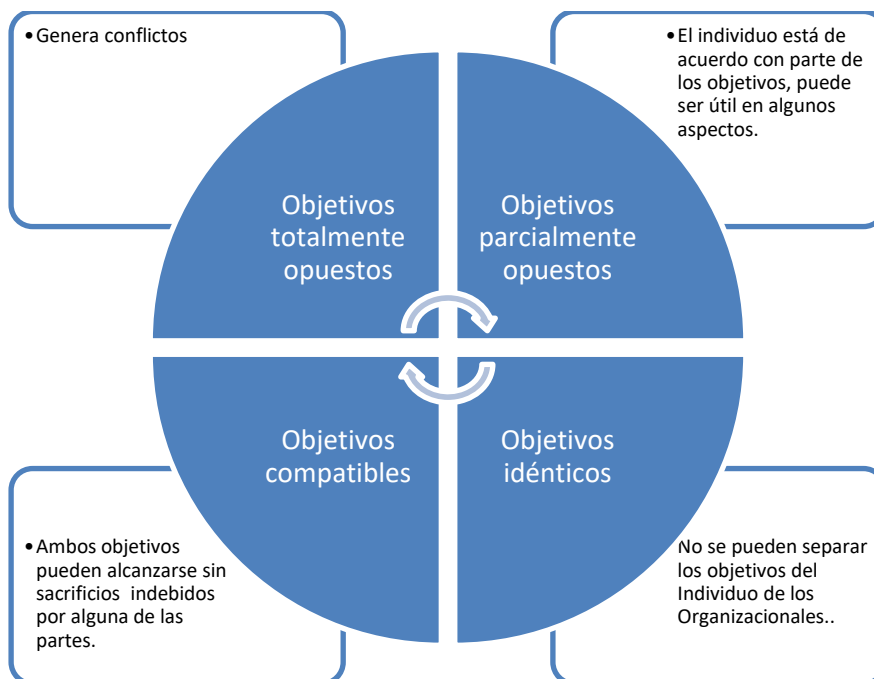 •Genera conflictos
•El individuo está de
acuerdo con parte de
los objetivos, puede
ser útil en algunos
aspectos.
Objetivos
totalmente
opuestos
Objetivos
parcialmente
opuestos
Objetivos
compatibles
Objetivos
idénticos
•Ambos objetivos
pueden alcanzarse sin
sacrificios indebidos
por alguna de las
partes.
No se pueden separar
los objetivos del
Individuo de los
Organizacionales..